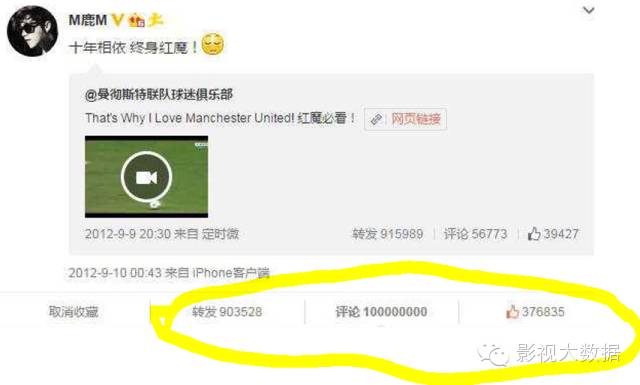 M鹿M
十年相依 终身红魔！
@曼彻斯特联队球迷俱乐部
That's Why I Love Manchester United! 红魔必看！ 网页链接
2012-9-9 20:30 来自 定时微 转发 915989 评论 56773 39427
2012-9-10 00:43 来自 iPhone客户端
取消收藏 转发 903528 评论 100000000 376835
影视大数据